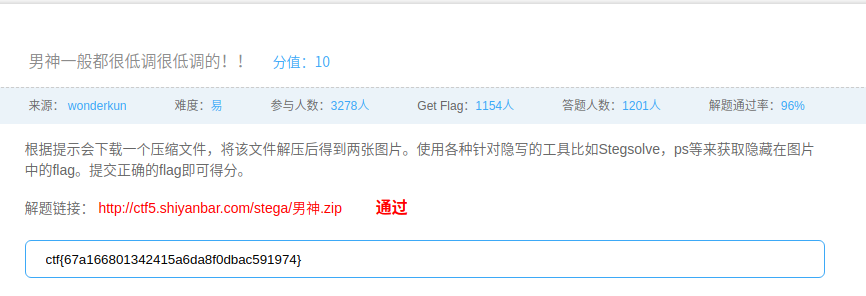 男神一般都很低调很低调的！！ 分值：10
来源： wonderkun 难度：易 参与人数：3278人 Get Flag：1154人 答题人数：1201人 解题通过率：96%
根据提示会下载一个压缩文件，将该文件解压后得到两张图片。使用各种针对隐写的工具比如Stegsolve，ps等来获取隐藏在图片
中的flag。提交正确的flag即可得分。
解题链接： http://ctf5.shiyanbar.com/stega/男神.zip 通过
ctf{67a166801342415a6da8f0dbac591974}